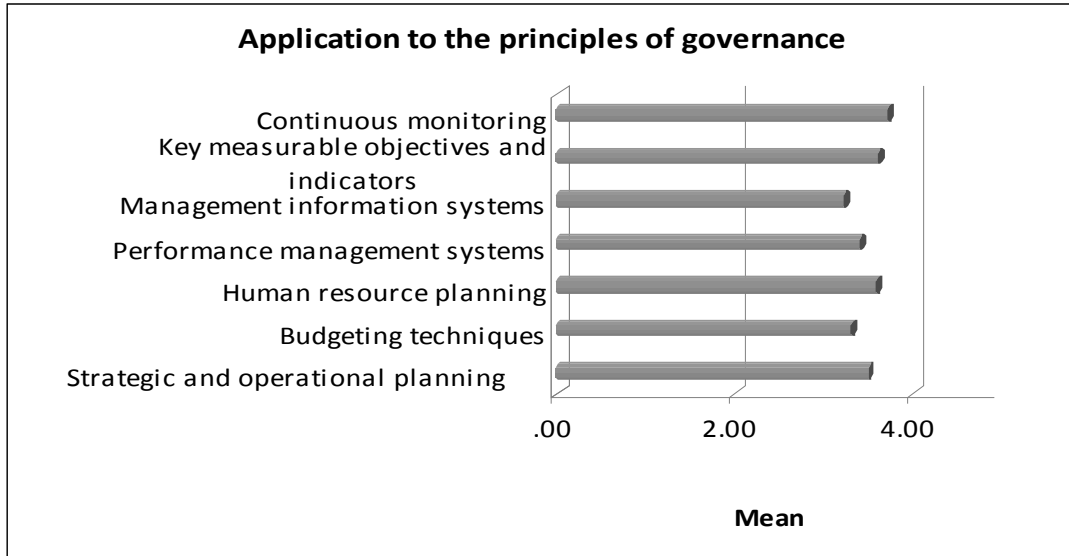 Application to the principles of governance
Continuous monitoring
Key measurable objectives and
indicators
Management information systems
Performance management systems
Human resource planning
Budgeting techniques
Strategic and operational planning
.00 2.00 4.00
Mean